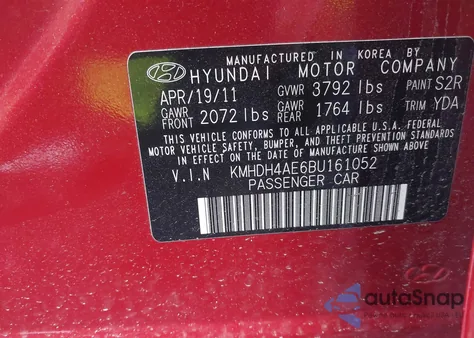 MANUFACTURED IN KOREA BY
HYUNDAI MOTOR COMPANY
APR/19/11 GVWR 3792 lbs PAINT S2R
GAWR FRONT 2072 lbs GAWR REAR 1764 lbs TRIM YDA
THIS VEHICLE CONFORMS TO ALL APPLICABLE U.S.A. FEDERAL
MOTOR VEHICLE SAFETY, BUMPER, AND THEFT PREVENTION STANDARDS
IN EFFECT ON THE DATE OF MANUFACTURE SHOWN ABOVE.
V.I.N KMHDH4AE6BU161052
PASSENGER CAR
autoSnap